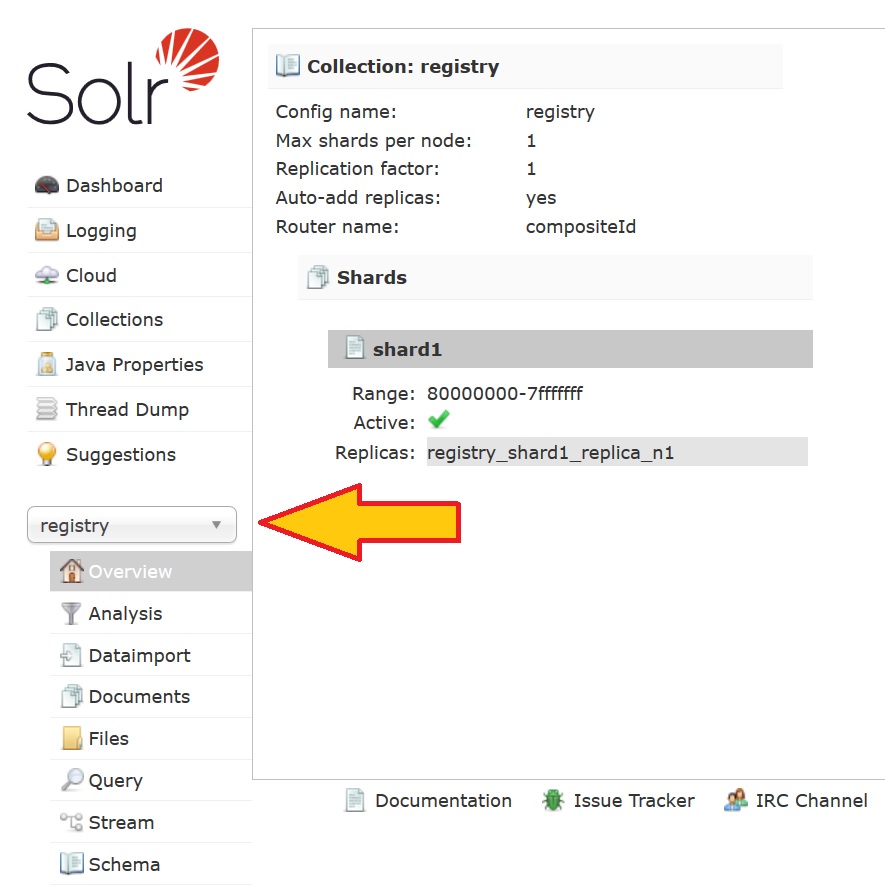 Solr
Dashboard
Logging
Cloud
Collections
Java Properties
Thread Dump
Suggestions
registry
Overview
Analysis
Dataimport
Documents
Files
Query
Stream
Schema
Collection: registry
Config name: registry
Max shards per node: 1
Replication factor: 1
Auto-add replicas: yes
Router name: compositeId
Shards
shard1
Range: 80000000-7fffffff
Active:
Replicas: registry_shard1_replica_n1
Documentation Issue Tracker IRC Channel